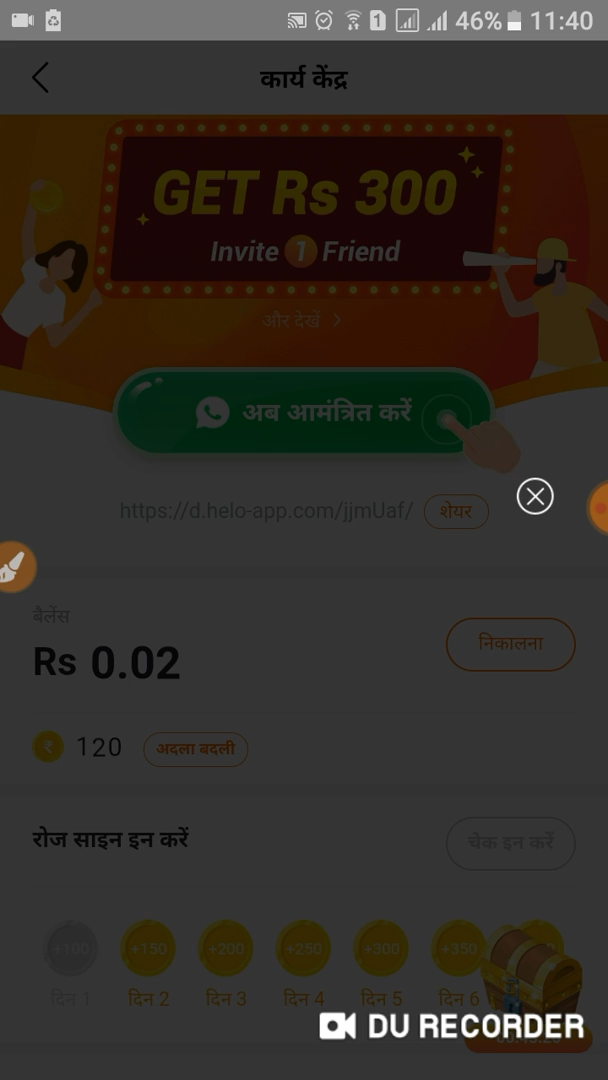 1 46% 11:40
कार्य केंद्र
GET Rs 300
Invite 1 Friend
और देखें >
अब आमंत्रित करें
https://d.helo-app.com/jjmUaf/ शेयर
बैलेंस
Rs 0.02 निकालना
₹ 120 अदला बदली
रोज साइन इन करें चेक इन करें
+100 +150 +200 +250 +300 +350
दिन 1 दिन 2 दिन 3 दिन 4 दिन 5 दिन 6
DU RECORDER